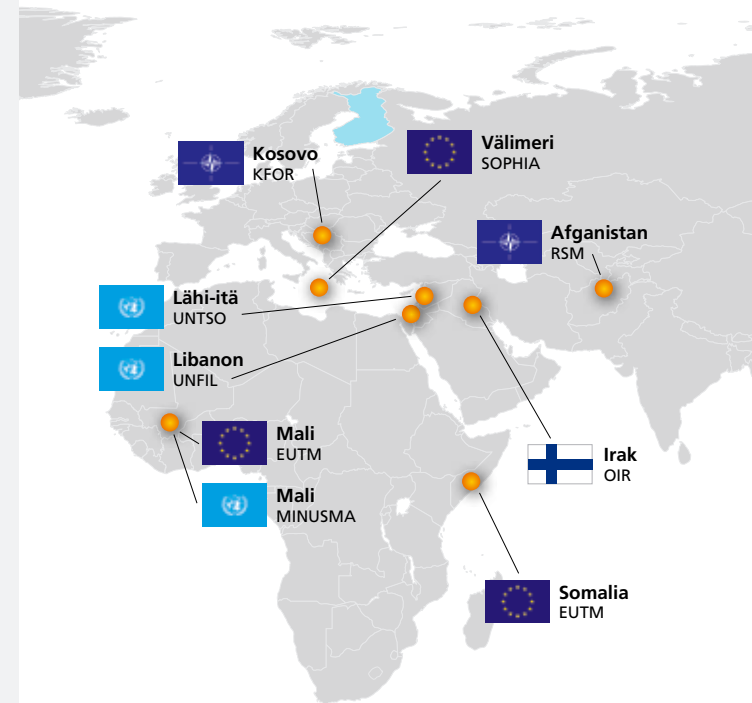 Kosovo
KFOR
Välimeri
SOPHIA
Afganistan
RSM
Lähi-itä
UNTSO
Libanon
UNFIL
Mali
EUTM
Mali
MINUSMA
Irak
OIR
Somalia
EUTM